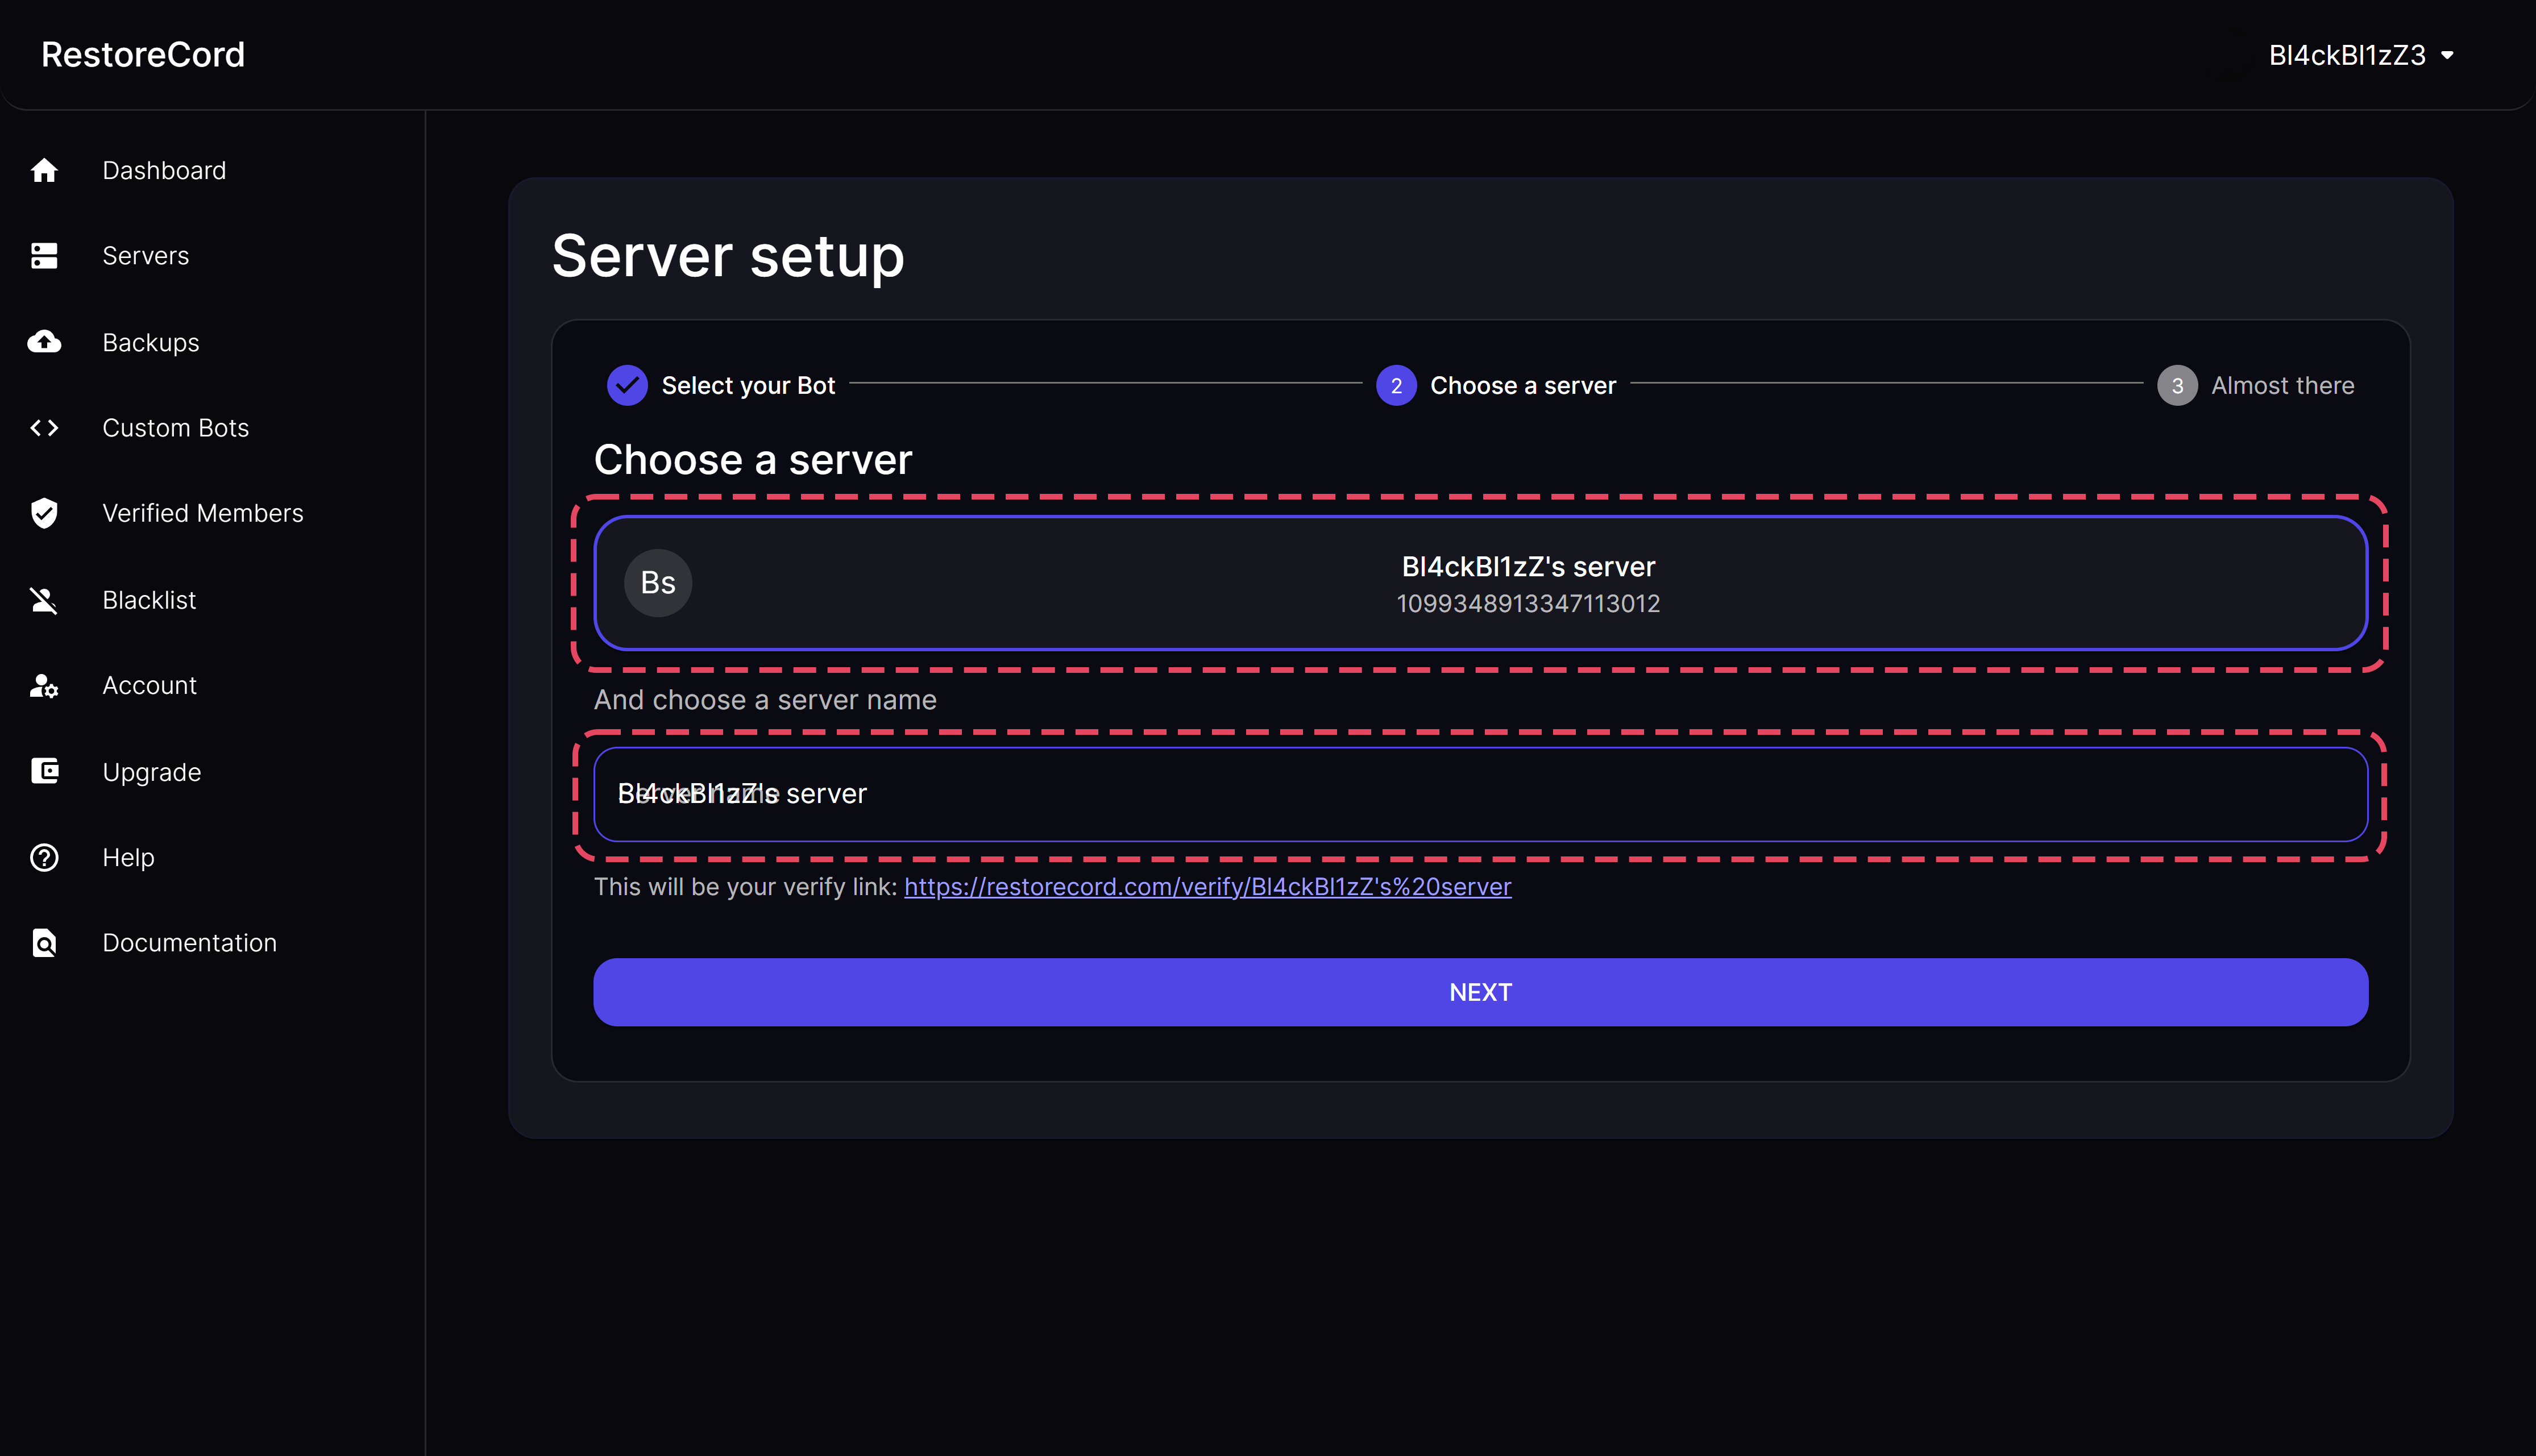 RestoreCord
Bl4ckBl1zZ3
Dashboard
Servers
Backups
Custom Bots
Verified Members
Blacklist
Account
Upgrade
Help
Documentation
Server setup
Select your Bot
2 Choose a server
3 Almost there
Choose a server
Bs
Bl4ckBl1zZ's server
1099348913347113012
And choose a server name
Server name
Bl4ckBl1zZ's server
This will be your verify link: https://restorecord.com/verify/Bl4ckBl1zZ's%20server
NEXT